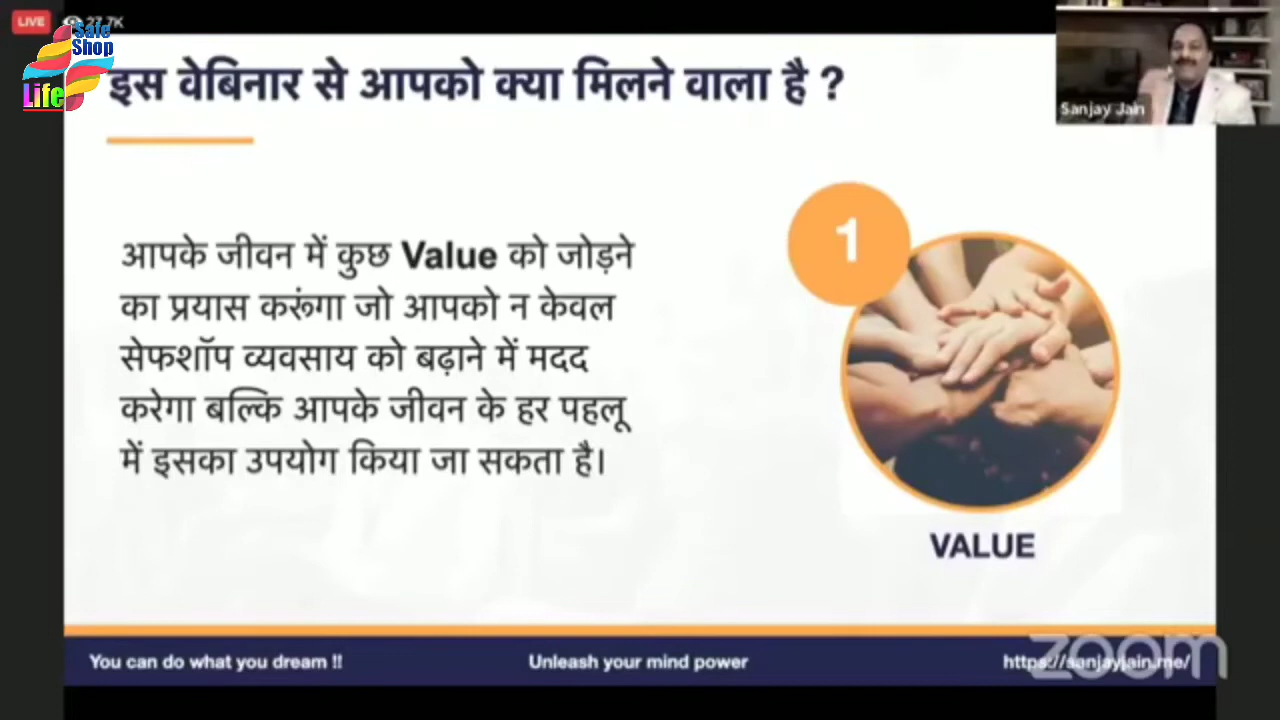 LIVE 27.7K
Safe
Shop
Life
इस वेबिनार से आपको क्या मिलने वाला है ?
Sanjay Jain
आपके जीवन में कुछ Value को जोड़ने
का प्रयास करूंगा जो आपको न केवल
सेफशॉप व्यवसाय को बढ़ाने में मदद
करेगा बल्कि आपके जीवन के हर पहलू
में इसका उपयोग किया जा सकता है।
1
VALUE
You can do what you dream !!
Unleash your mind power
https://sanjayjain.me/
zoom